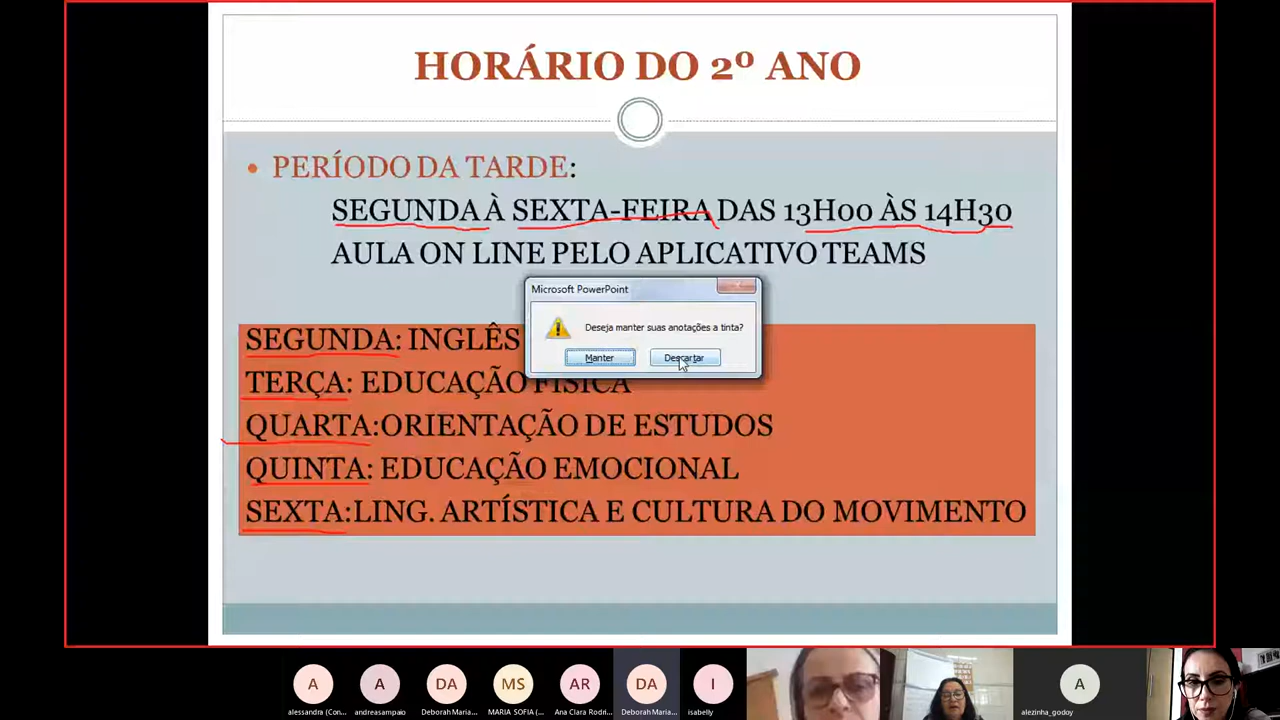 HORÁRIO DO 2º ANO
• PERÍODO DA TARDE:
SEGUNDA À SEXTA-FEIRA DAS 13H00 ÀS 14H30
AULA ON LINE PELO APLICATIVO TEAMS
Microsoft PowerPoint
Deseja manter suas anotações a tinta?
Manter Descartar
SEGUNDA: INGLÊS
TERÇA: EDUCAÇÃO FÍSICA
QUARTA:ORIENTAÇÃO DE ESTUDOS
QUINTA: EDUCAÇÃO EMOCIONAL
SEXTA:LING. ARTÍSTICA E CULTURA DO MOVIMENTO
A A DA MS AR DA I A
alessandra (Con... andreasampaio Deborah Maria... MARIA SOFIA (... Ana Clara Rodri... Deborah Maria... isabelly alezinha_godoy